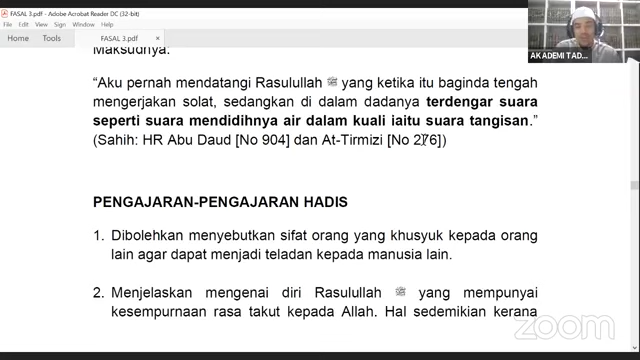 FASAL 3.pdf - Adobe Acrobat Reader DC (32-bit)
File Edit View Sign Window Help
Home Tools FASAL 3.pdf ×
Maksudnya:
“Aku pernah mendatangi Rasulullah ﷺ yang ketika itu baginda tengah
mengerjakan solat, sedangkan di dalam dadanya terdengar suara
seperti suara mendidihnya air dalam kuali iaitu suara tangisan.”
(Sahih: HR Abu Daud [No 904] dan At-Tirmizi [No 276])
PENGAJARAN-PENGAJARAN HADIS
1. Dibolehkan menyebutkan sifat orang yang khusyuk kepada orang
lain agar dapat menjadi teladan kepada manusia lain.
2. Menjelaskan mengenai diri Rasulullah ﷺ yang mempunyai
kesempurnaan rasa takut kepada Allah. Hal sedemikian kerana
AKADEMI TAD...
zoom